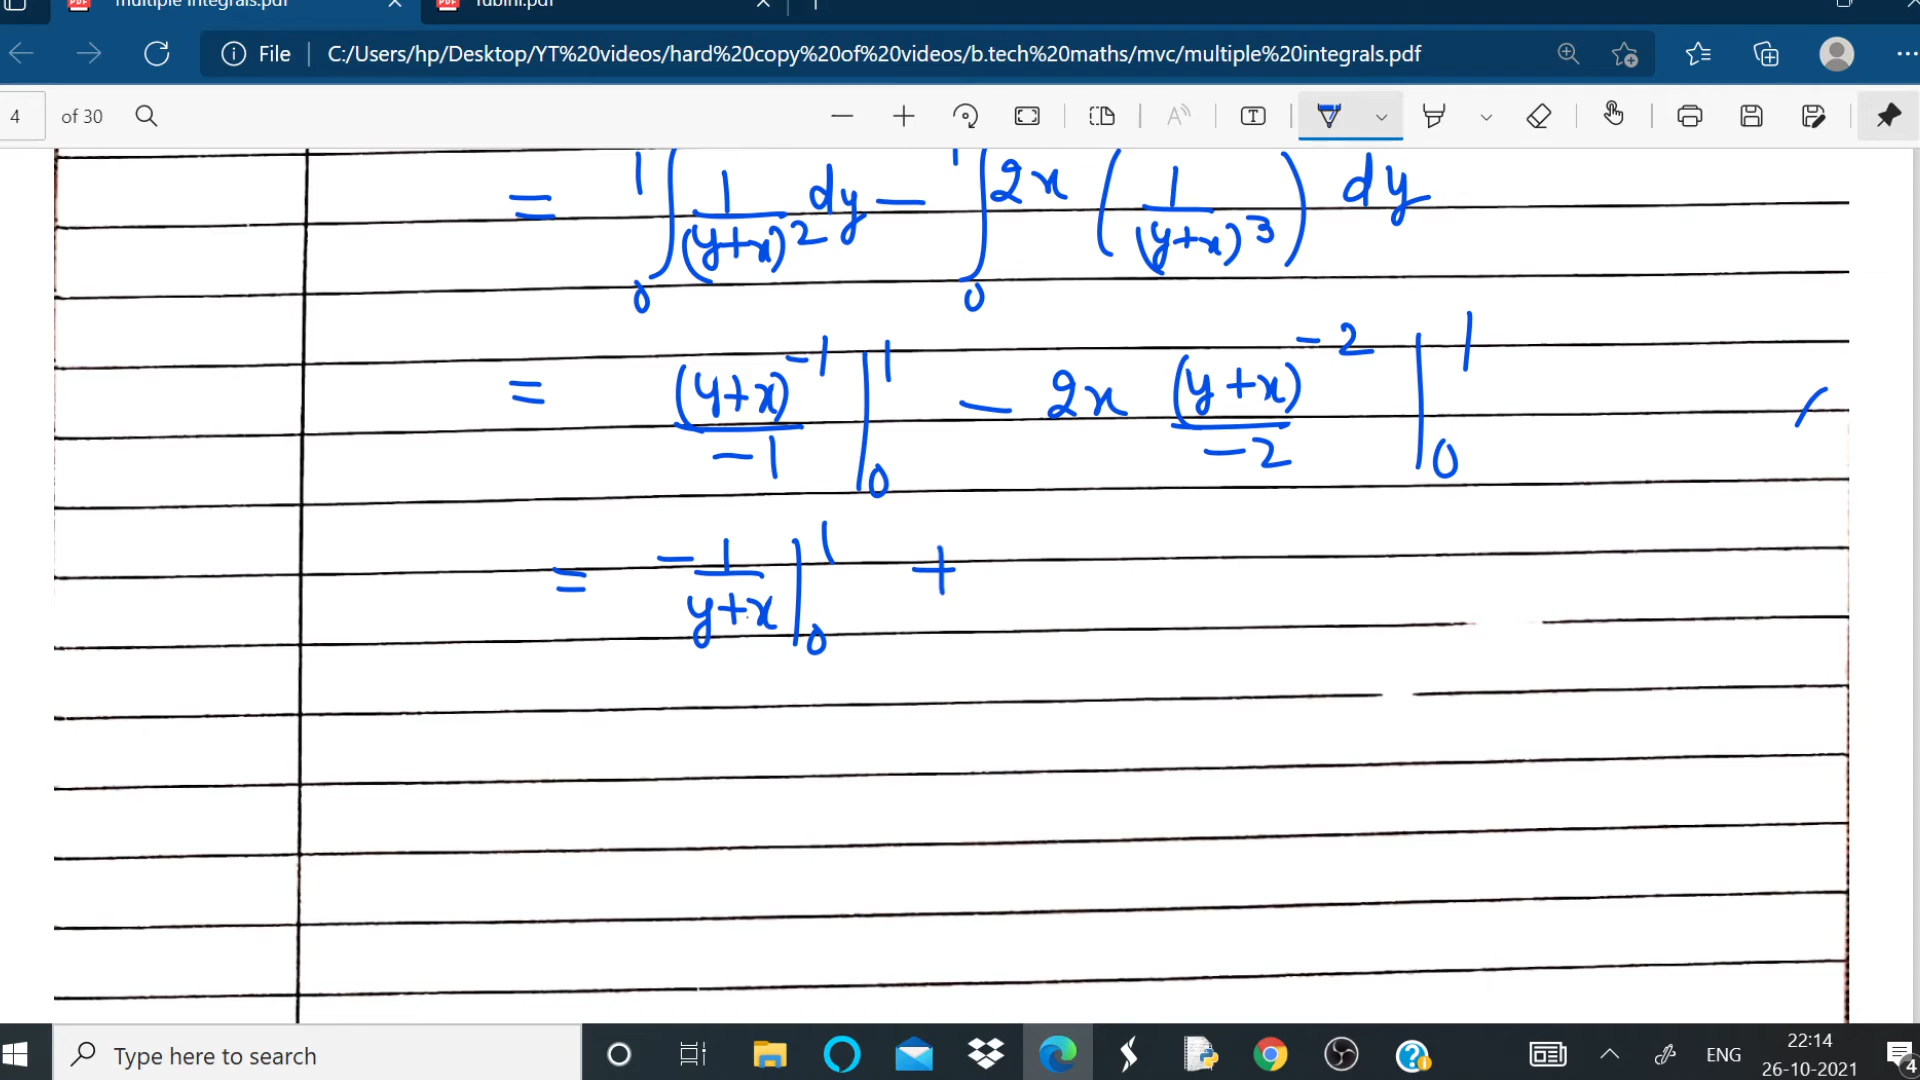 multiple integrals.pdf
fubini.pdf
File C:/Users/hp/Desktop/YT%20videos/hard%20copy%20of%20videos/b.tech%20maths/mvc/multiple%20integrals.pdf
4 of 30
= ∫₀¹ 1/(y+x)² dy − ∫₀¹ 2x (1/(y+x)³) dy
= (y+x)⁻¹/−1 |₀¹ − 2x (y+x)⁻²/−2 |₀¹
= −1/(y+x) |₀¹ +
Type here to search
ENG
22:14
26-10-2021
4